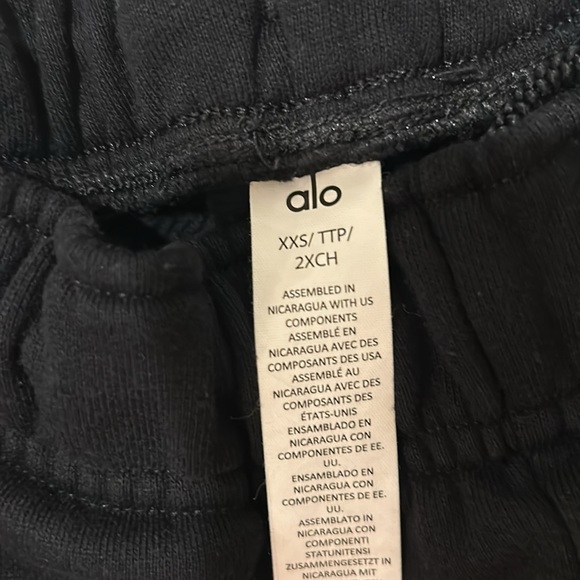 alo
XXS/ TTP/
2XCH
ASSEMBLED IN
NICARAGUA WITH US
COMPONENTS
ASSEMBLÉ EN
NICARAGUA AVEC DES
COMPOSANTS DES USA
ASSEMBLÉ AU
NICARAGUA AVEC DES
COMPOSANTS DES
ÉTATS-UNIS
ENSAMBLADO EN
NICARAGUA CON
COMPONENTES DE EE.
UU.
ENSAMBLADO EN
NICARAGUA CON
COMPONENTES DE EE.
UU.
ASSEMBLATO IN
NICARAGUA CON
COMPONENTI
STATUNITENSI
ZUSAMMENGESETZT IN
NICARAGUA MIT